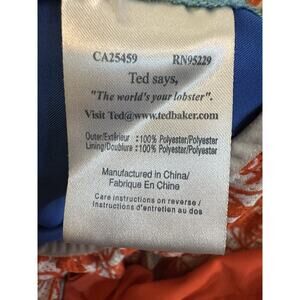 CA25459 RN95229
Ted says,
"The world's your lobster".
Visit Ted@www.tedbaker.com
Outer/Extérieur :100% Polyester/Polyester
Lining/Doublure :100% Polyester/Polyester
Manufactured in China/
Fabrique En Chine
Care instructions on reverse/
Instructions d'entretien au dos